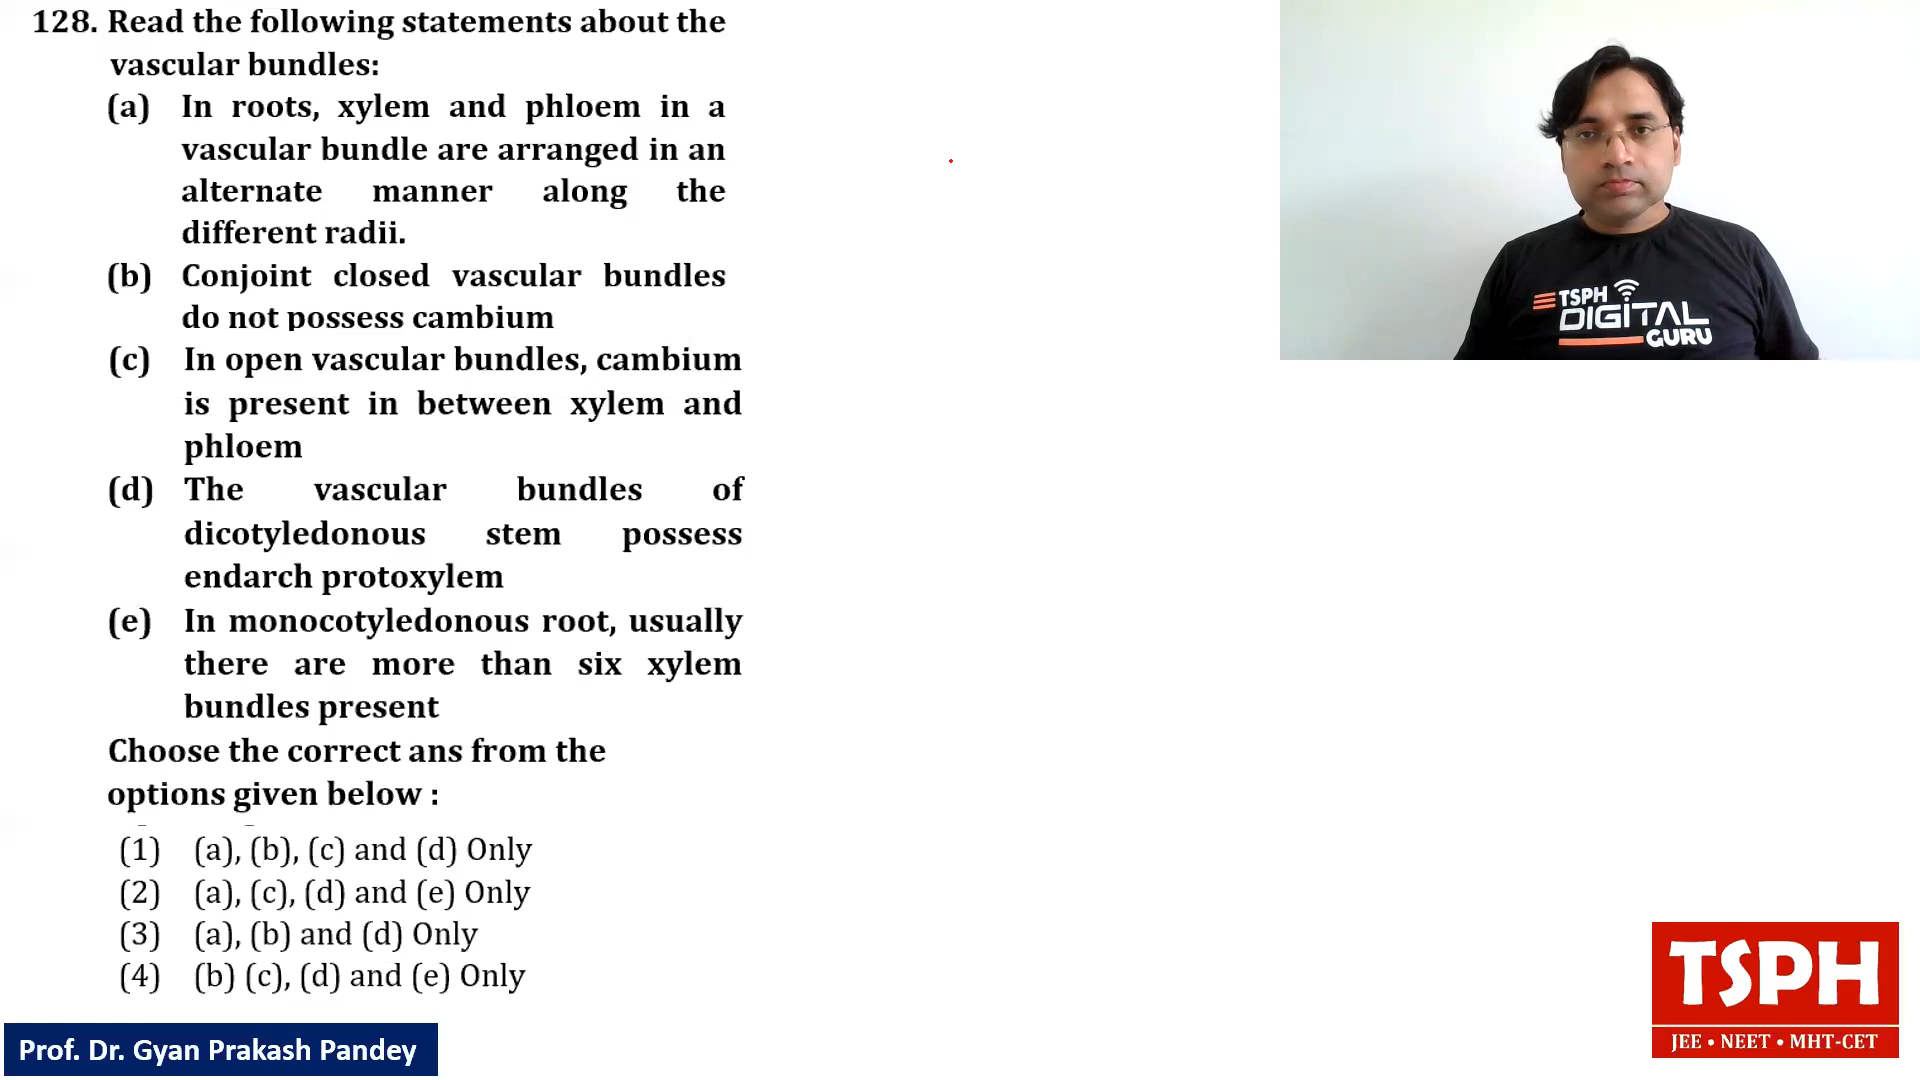 128. Read the following statements about the
vascular bundles:
(a) In roots, xylem and phloem in a
vascular bundle are arranged in an
alternate manner along the
different radii.
(b) Conjoint closed vascular bundles
do not possess cambium
(c) In open vascular bundles, cambium
is present in between xylem and
phloem
(d) The vascular bundles of
dicotyledonous stem possess
endarch protoxylem
(e) In monocotyledonous root, usually
there are more than six xylem
bundles present
Choose the correct ans from the
options given below :
(1) (a), (b), (c) and (d) Only
(2) (a), (c), (d) and (e) Only
(3) (a), (b) and (d) Only
(4) (b) (c), (d) and (e) Only
Prof. Dr. Gyan Prakash Pandey
TSPH
DIGITAL
GURU
TSPH
JEE • NEET • MHT-CET